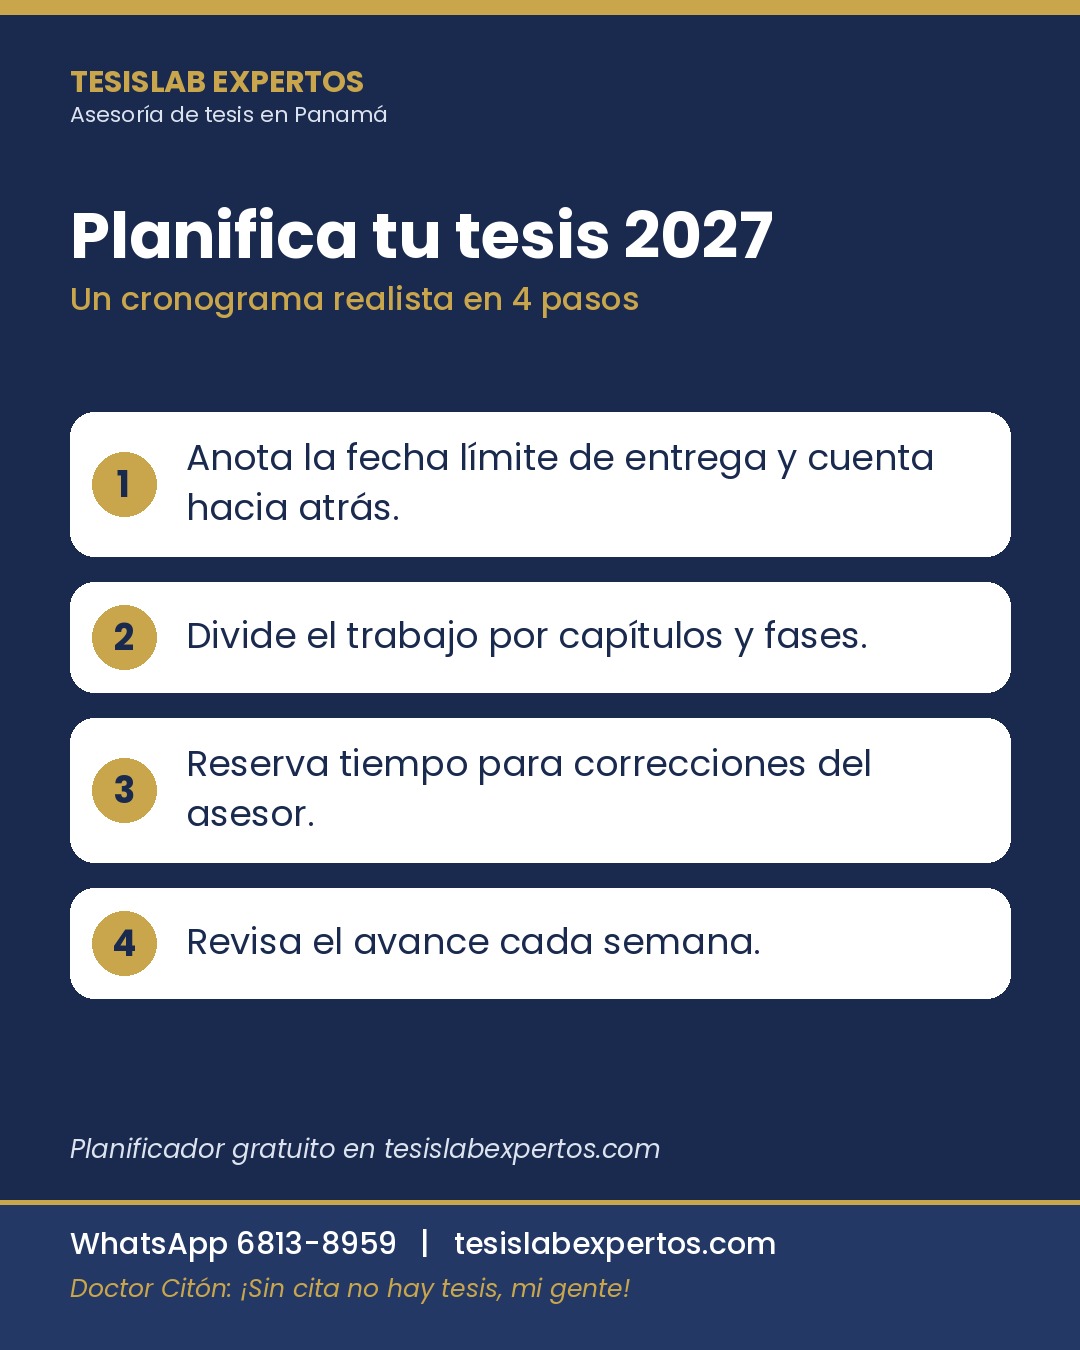 TESISLAB EXPERTOS
Asesoría de tesis en Panamá
Planifica tu tesis 2027
Un cronograma realista en 4 pasos
1
Anota la fecha límite de entrega y cuenta
hacia atrás.
2
Divide el trabajo por capítulos y fases.
3
Reserva tiempo para correcciones del
asesor.
4
Revisa el avance cada semana.
Planificador gratuito en tesislabexpertos.com
WhatsApp 6813-8959 | tesislabexpertos.com
Doctor Citón: ¡Sin cita no hay tesis, mi gente!